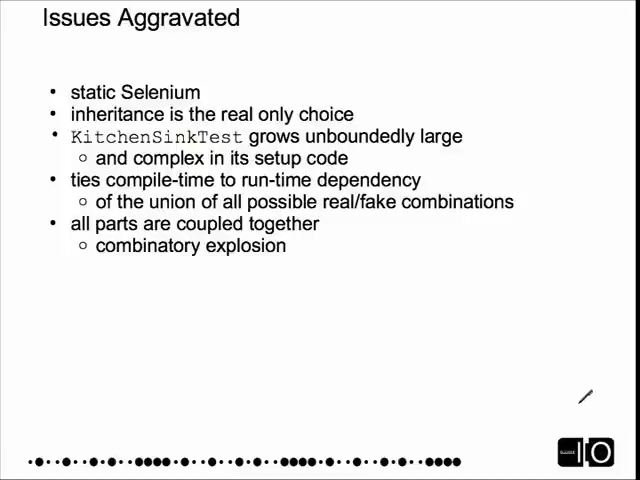 Issues Aggravated
• static Selenium
• inheritance is the real only choice
• KitchenSinkTest grows unboundedly large
○ and complex in its setup code
• ties compile-time to run-time dependency
○ of the union of all possible real/fake combinations
• all parts are coupled together
○ combinatory explosion
IO